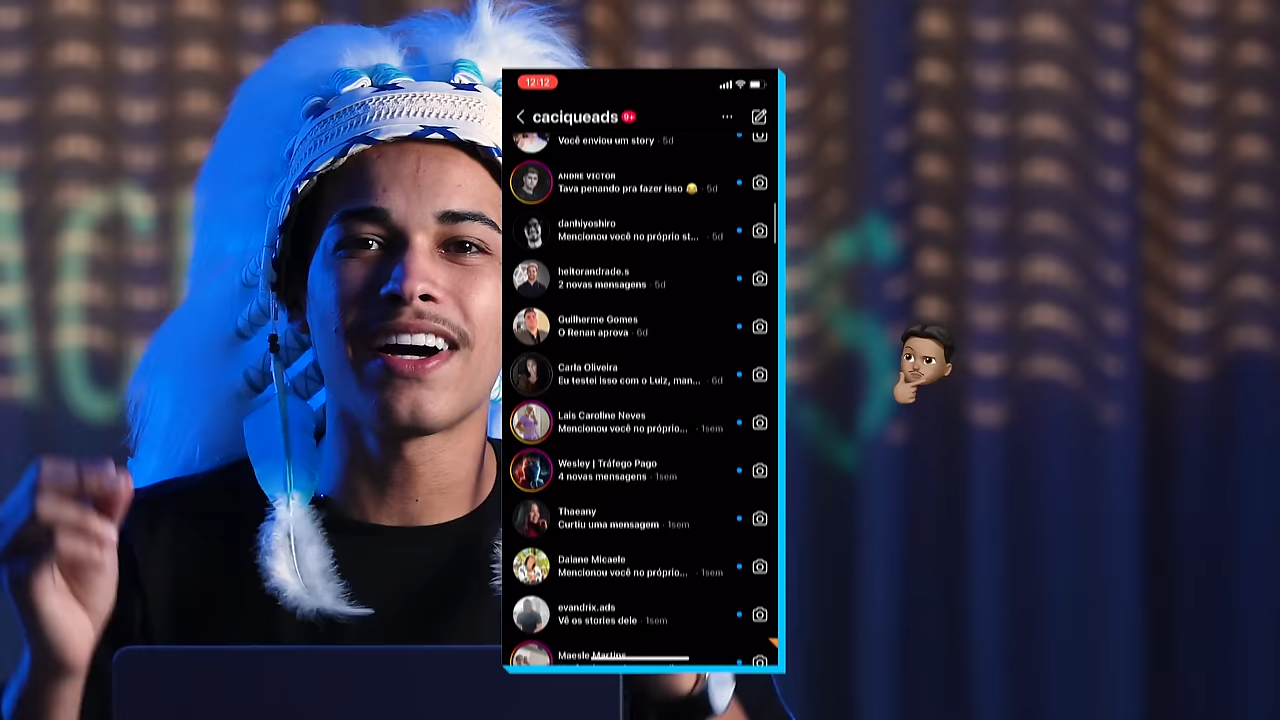 12:12
caciqueads 9+
Você enviou um story · 5d
ANDRE VICTOR
Tava penando pra fazer isso 😂 · 5d
danhiyoshiro
Mencionou você no próprio st... · 5d
heitorandrade.s
2 novas mensagens · 5d
Guilherme Gomes
O Renan aprova · 6d
Carla Oliveira
Eu testei isso com o Luiz, man... · 6d
Lais Caroline Neves
Mencionou você no próprio... · 1sem
Wesley | Tráfego Pago
4 novas mensagens · 1sem
Thaeany
Curtiu uma mensagem · 1sem
Daiane Micaele
Mencionou você no próprio... · 1sem
evandrix.ads
Vê os stories dele · 1sem
Maesle Martins